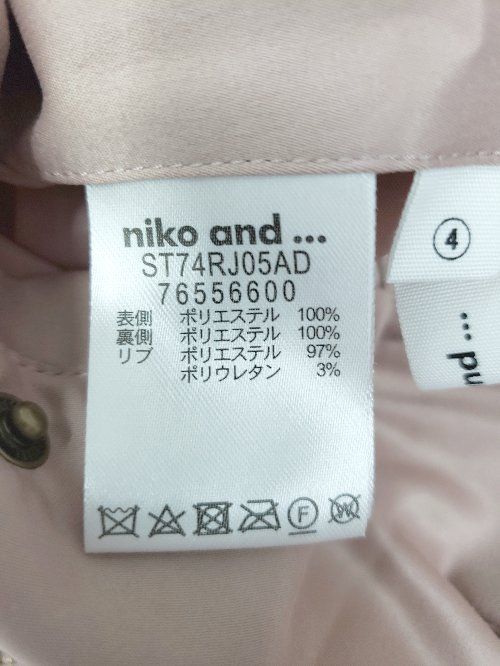 niko and ...
ST74RJ05AD
76556600
表側 ポリエステル 100%
裏側 ポリエステル 100%
リブ ポリエステル 97%
ポリウレタン 3%
F
W
④
and ...